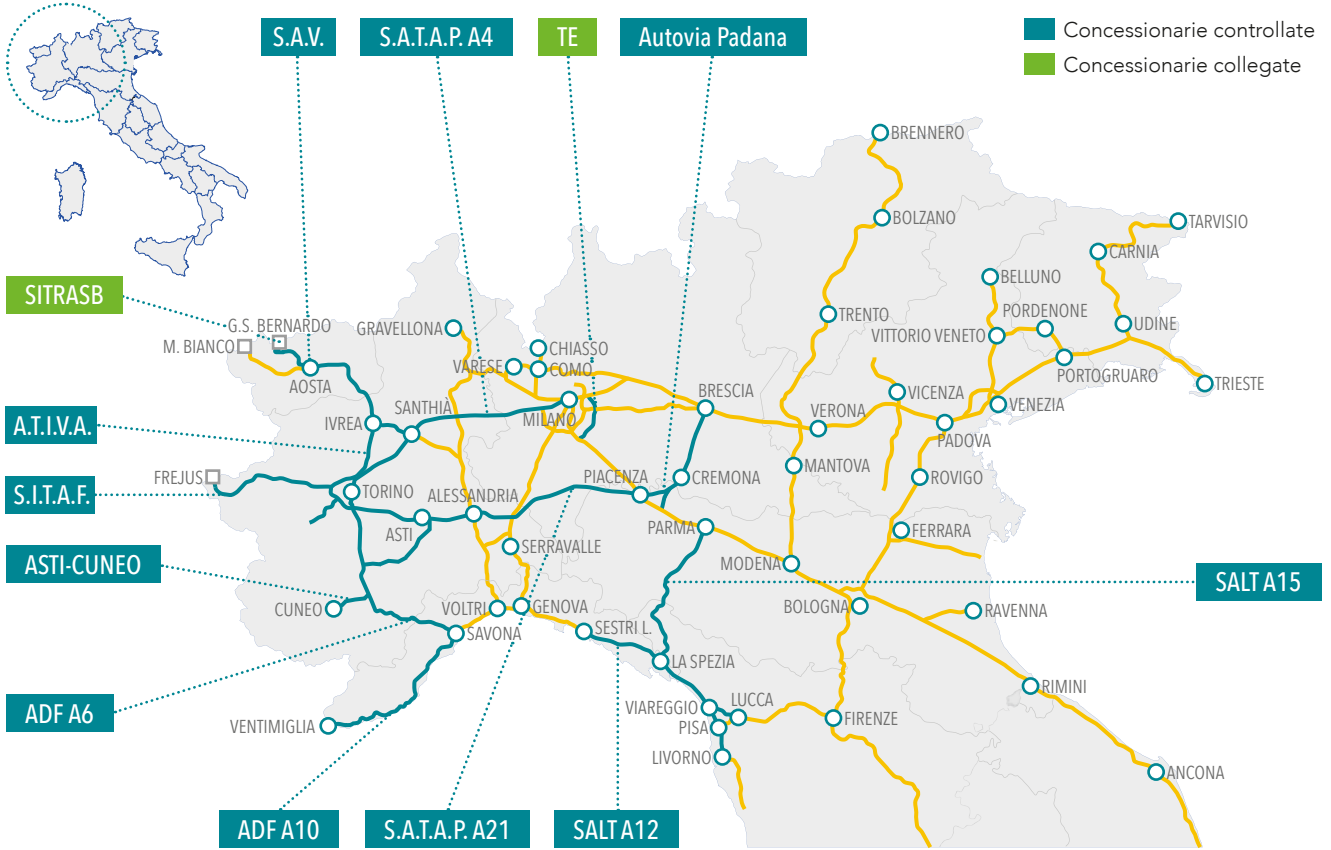 S.A.V.
S.A.T.A.P. A4
TE
Autovia Padana
Concessionarie controllate
Concessionarie collegate
BRENNERO
BOLZANO
TARVISIO
CARNIA
BELLUNO
SITRASB
PORDENONE
TRENTO
G.S. BERNARDO
GRAVELLONA
VITTORIO VENETO
UDINE
M. BIANCO
CHIASSO
VARESE
COMO
PORTOGRUARO
AOSTA
TRIESTE
BRESCIA
VICENZA
SANTHIÀ
VENEZIA
A.T.I.V.A.
IVREA
MILANO
VERONA
PADOVA
MANTOVA
FREJUS
PIACENZA
CREMONA
ROVIGO
S.I.T.A.F.
TORINO
ALESSANDRIA
PARMA
ASTI
FERRARA
SERRAVALLE
ASTI-CUNEO
MODENA
SALT A15
CUNEO
VOLTRI
GENOVA
BOLOGNA
RAVENNA
SAVONA
SESTRI L.
LA SPEZIA
RIMINI
ADF A6
VIAREGGIO
LUCCA
VENTIMIGLIA
PISA
FIRENZE
LIVORNO
ANCONA
ADF A10
S.A.T.A.P. A21
SALT A12